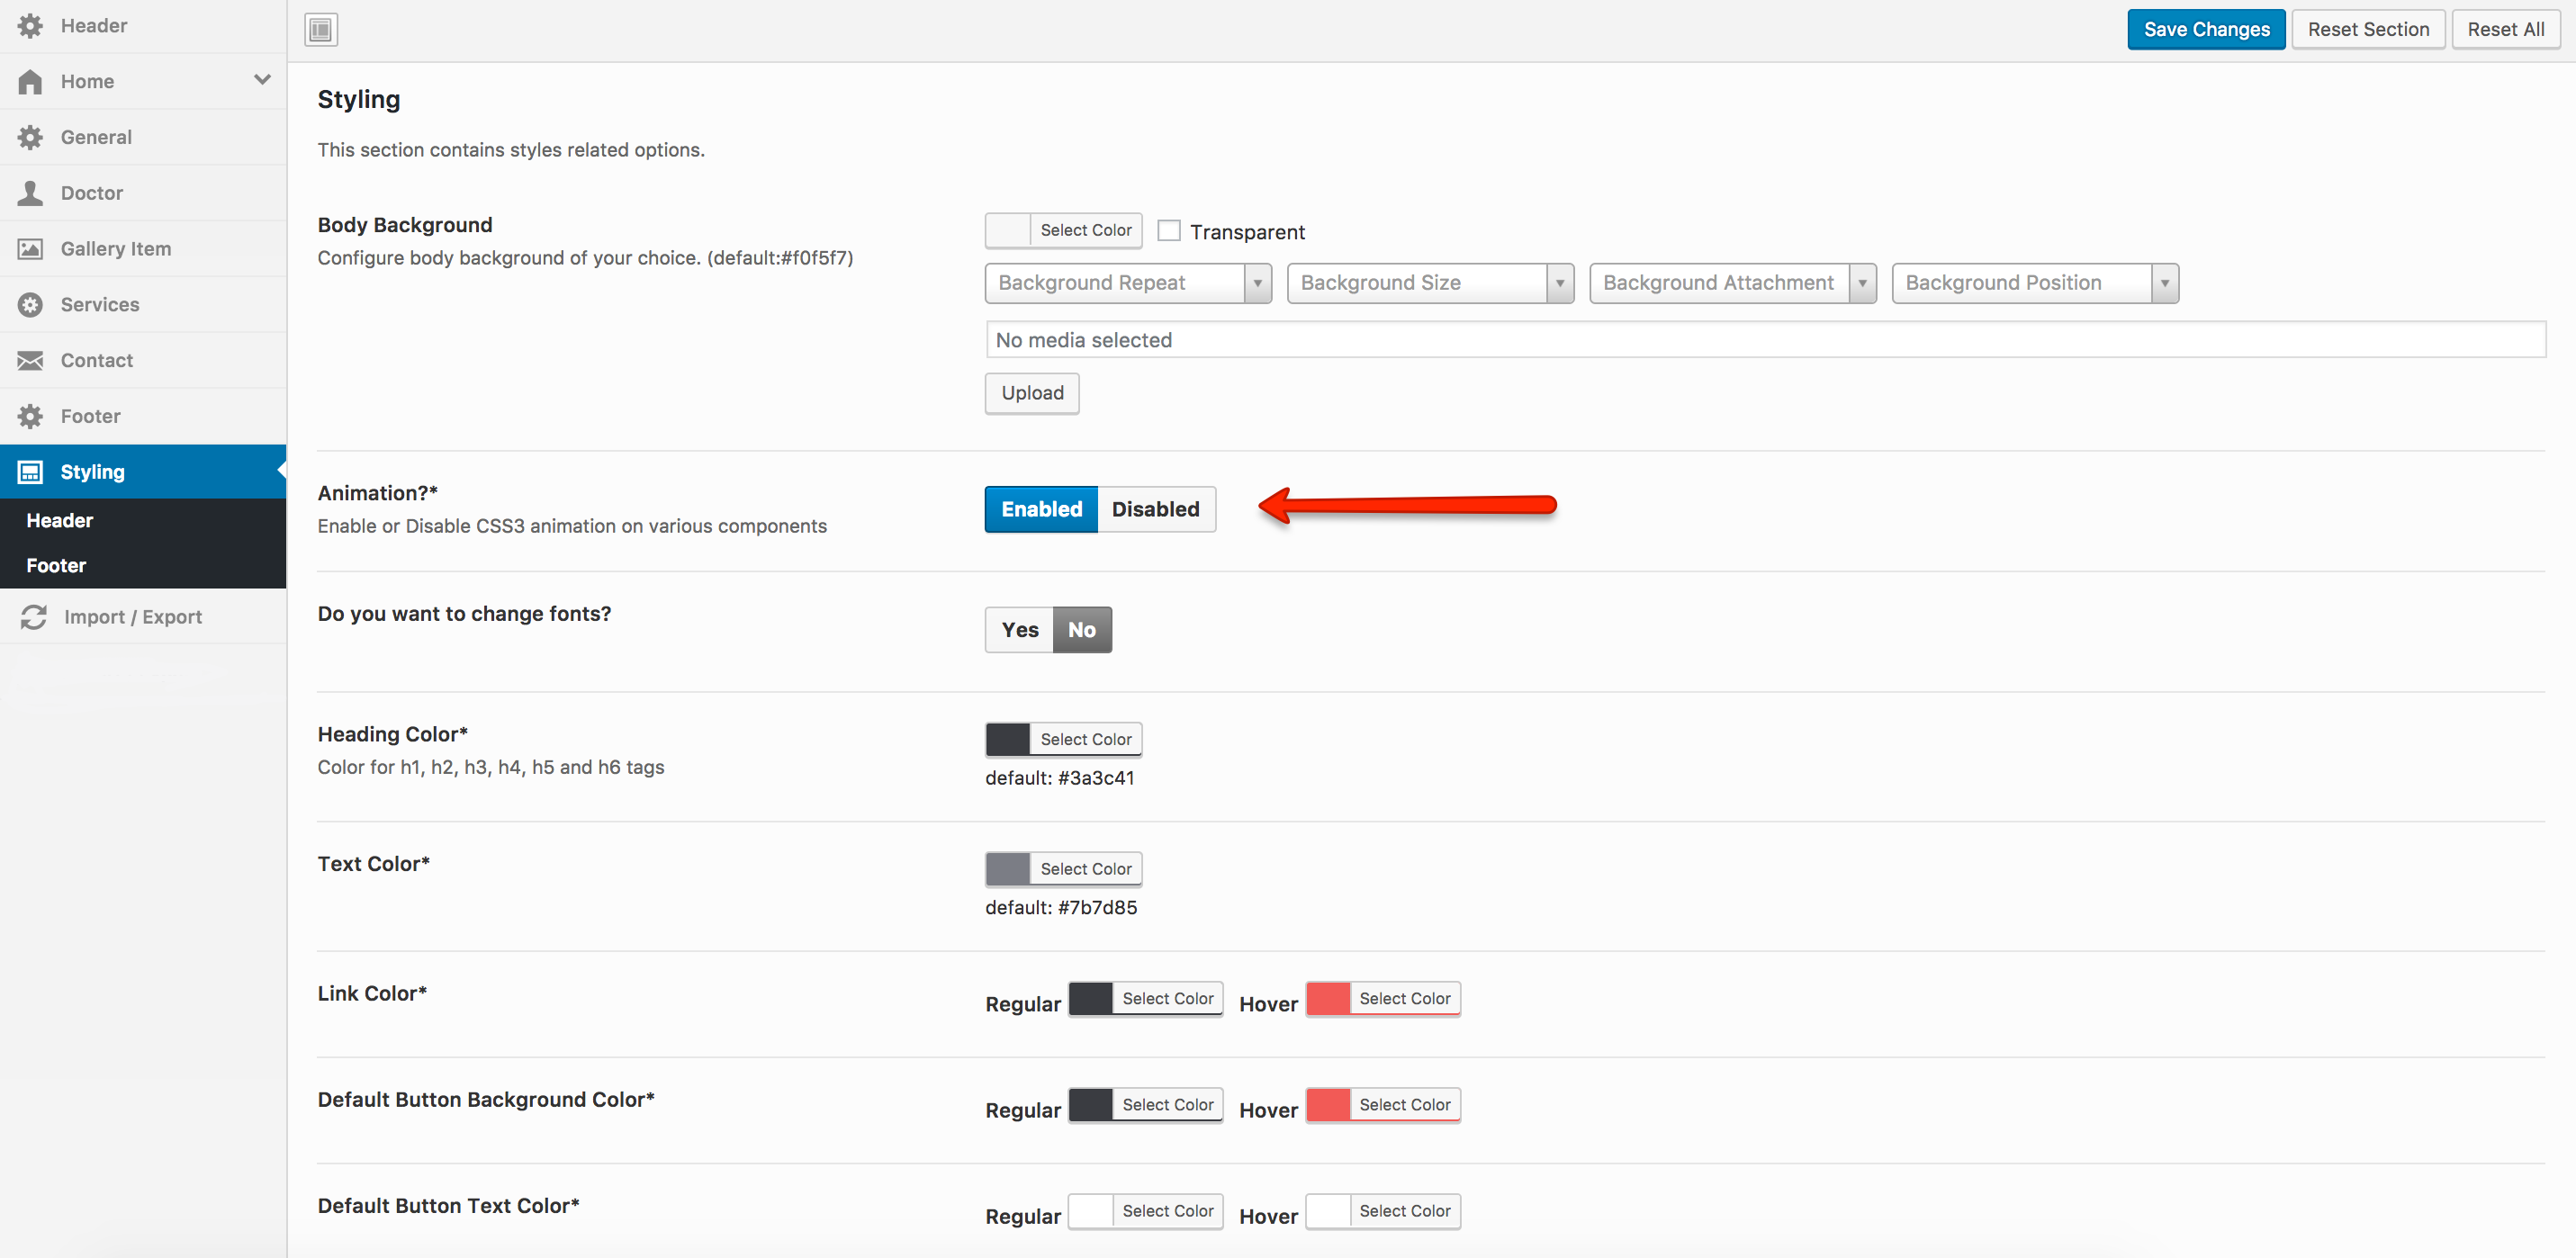 Header
Home
General
Doctor
Gallery Item
Services
Contact
Footer
Styling
Header
Footer
Import / Export
Save Changes Reset Section Reset All
Styling
This section contains styles related options.
Body Background
Configure body background of your choice. (default:#f0f5f7)
Select Color Transparent
Background Repeat Background Size Background Attachment Background Position
No media selected
Upload
Animation?*
Enable or Disable CSS3 animation on various components
Enabled Disabled
Do you want to change fonts?
Yes No
Heading Color*
Color for h1, h2, h3, h4, h5 and h6 tags
Select Color
default: #3a3c41
Text Color*
Select Color
default: #7b7d85
Link Color*
Regular Select Color Hover Select Color
Default Button Background Color*
Regular Select Color Hover Select Color
Default Button Text Color*
Regular Select Color Hover Select Color